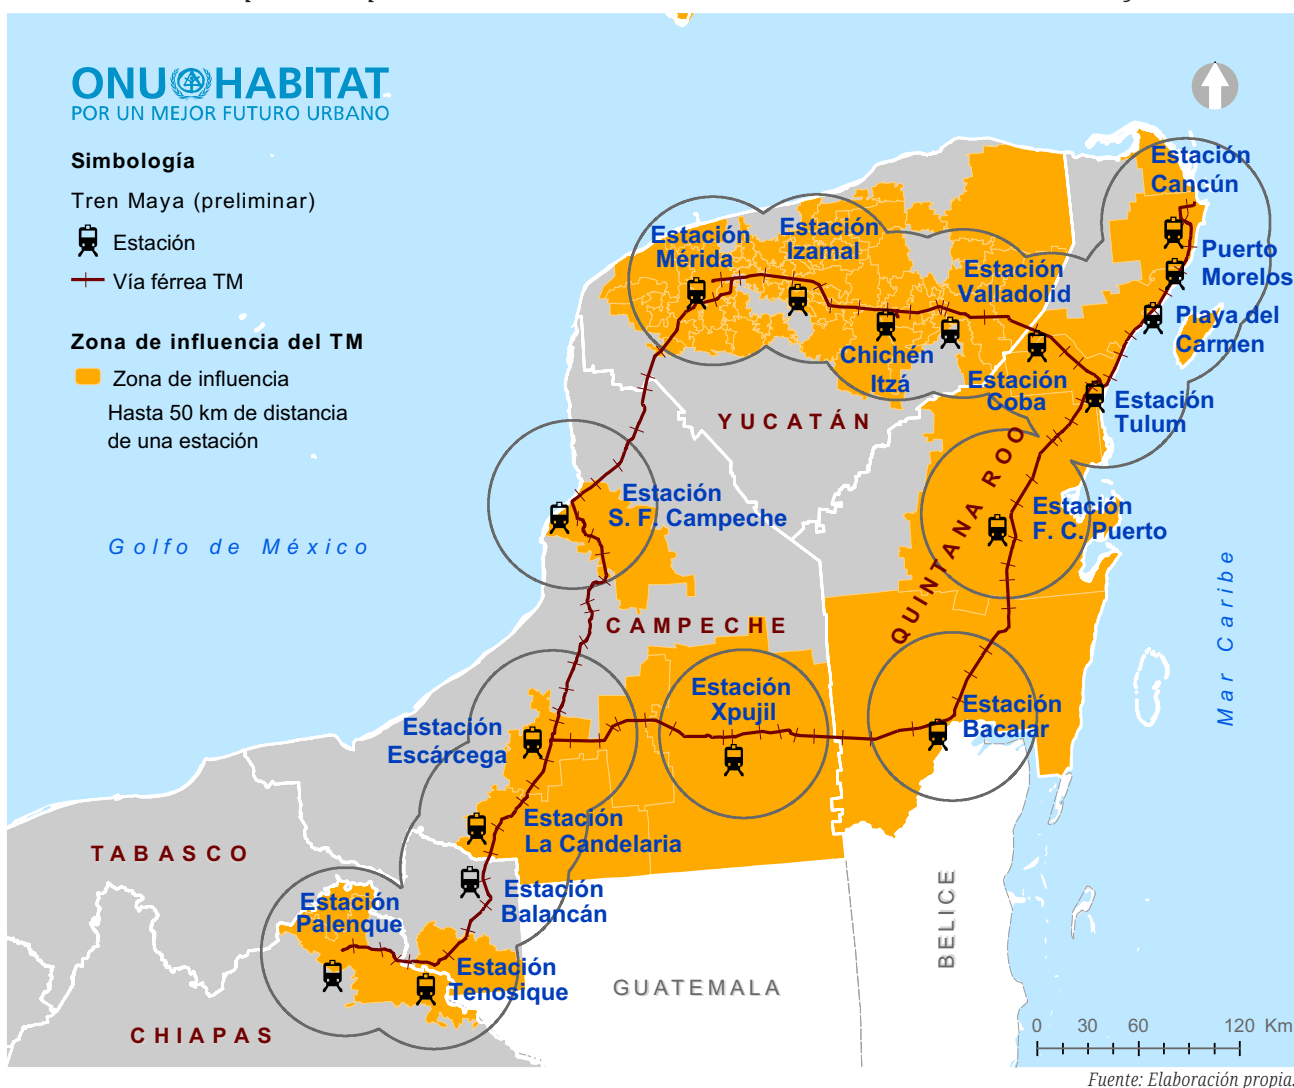 ONU HABITAT
POR UN MEJOR FUTURO URBANO
Simbología
Tren Maya (preliminar)
Estación
Vía férrea TM
Zona de influencia del TM
Zona de influencia
Hasta 50 km de distancia
de una estación
Estación
Cancún
Puerto
Morelos
Playa del
Carmen
Estación
Mérida
Estación
Izamal
Estación
Valladolid
Chichén
Itzá
Estación
Coba
Estación
Tulum
YUCATÁN
QUINTANA ROO
Estación
S. F. Campeche
Estación
F. C. Puerto
Golfo de México
Mar Caribe
CAMPECHE
Estación
Xpujil
Estación
Bacalar
Estación
Escárcega
Estación
La Candelaria
TABASCO
Estación
Balancán
Estación
Palenque
Estación
Tenosique
BELICE
GUATEMALA
CHIAPAS
0 30 60 120 Km
Fuente: Elaboración propia.